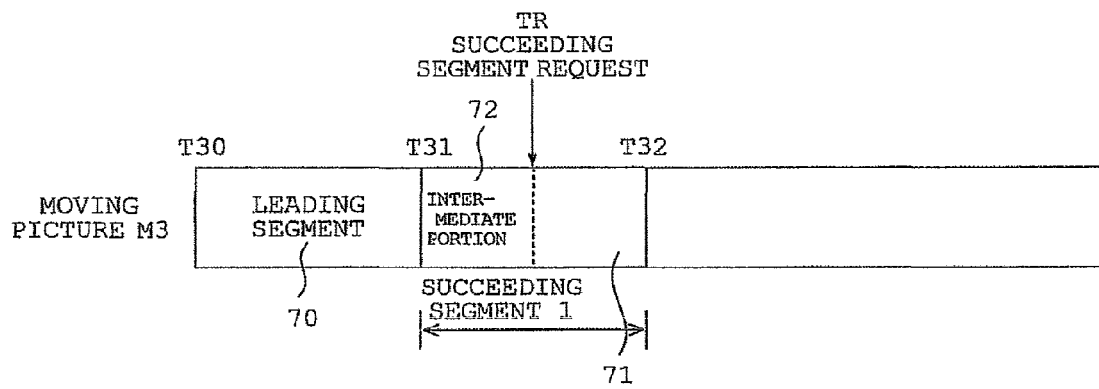 TR
SUCCEEDING
SEGMENT REQUEST
72
T30
T31
T32
MOVING
PICTURE M3
LEADING
SEGMENT
INTER-
MEDIATE
PORTION
70
SUCCEEDING
SEGMENT 1
71